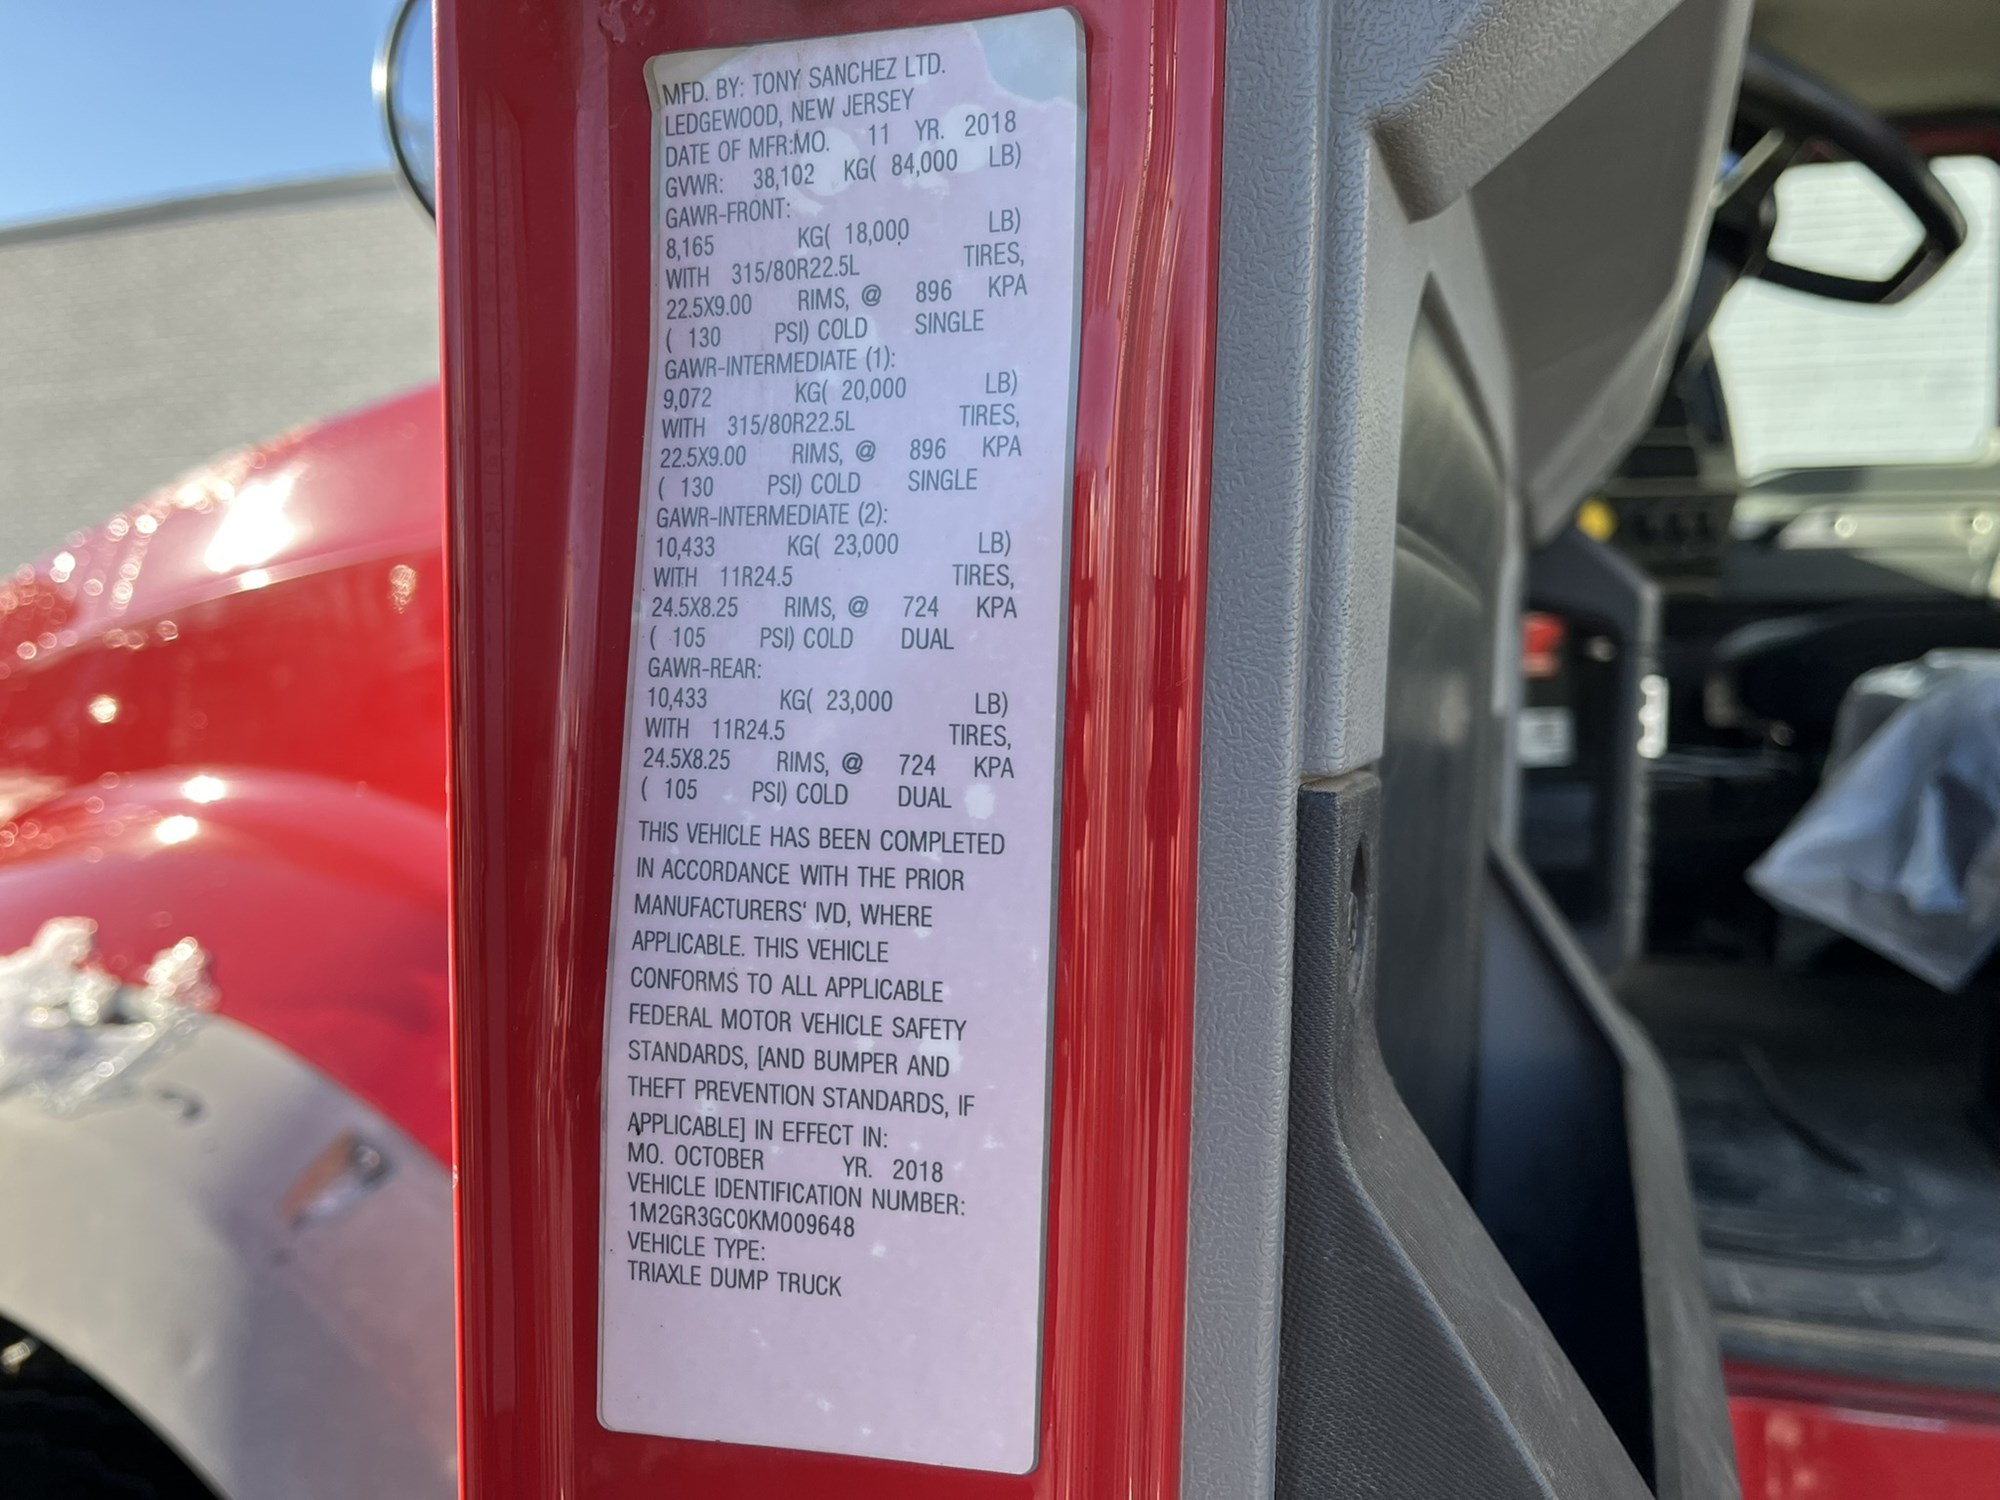 MFD. BY: TONY SANCHEZ LTD.
LEDGEWOOD, NEW JERSEY
DATE OF MFR:MO. 11 YR. 2018
GVWR: 38,102 KG( 84,000 LB)
GAWR-FRONT:
8,165 KG( 18,000 LB)
WITH 315/80R22.5L TIRES,
22.5X9.00 RIMS, @ 896 KPA
( 130 PSI) COLD SINGLE
GAWR-INTERMEDIATE (1):
9,072 KG( 20,000 LB)
WITH 315/80R22.5L TIRES,
22.5X9.00 RIMS, @ 896 KPA
( 130 PSI) COLD SINGLE
GAWR-INTERMEDIATE (2):
10,433 KG( 23,000 LB)
WITH 11R24.5 TIRES,
24.5X8.25 RIMS, @ 724 KPA
( 105 PSI) COLD DUAL
GAWR-REAR:
10,433 KG( 23,000 LB)
WITH 11R24.5 TIRES,
24.5X8.25 RIMS, @ 724 KPA
( 105 PSI) COLD DUAL
THIS VEHICLE HAS BEEN COMPLETED
IN ACCORDANCE WITH THE PRIOR
MANUFACTURERS' IVD, WHERE
APPLICABLE. THIS VEHICLE
CONFORMS TO ALL APPLICABLE
FEDERAL MOTOR VEHICLE SAFETY
STANDARDS, [AND BUMPER AND
THEFT PREVENTION STANDARDS, IF
APPLICABLE] IN EFFECT IN:
MO. OCTOBER YR. 2018
VEHICLE IDENTIFICATION NUMBER:
1M2GR3GC0KM009648
VEHICLE TYPE:
TRIAXLE DUMP TRUCK